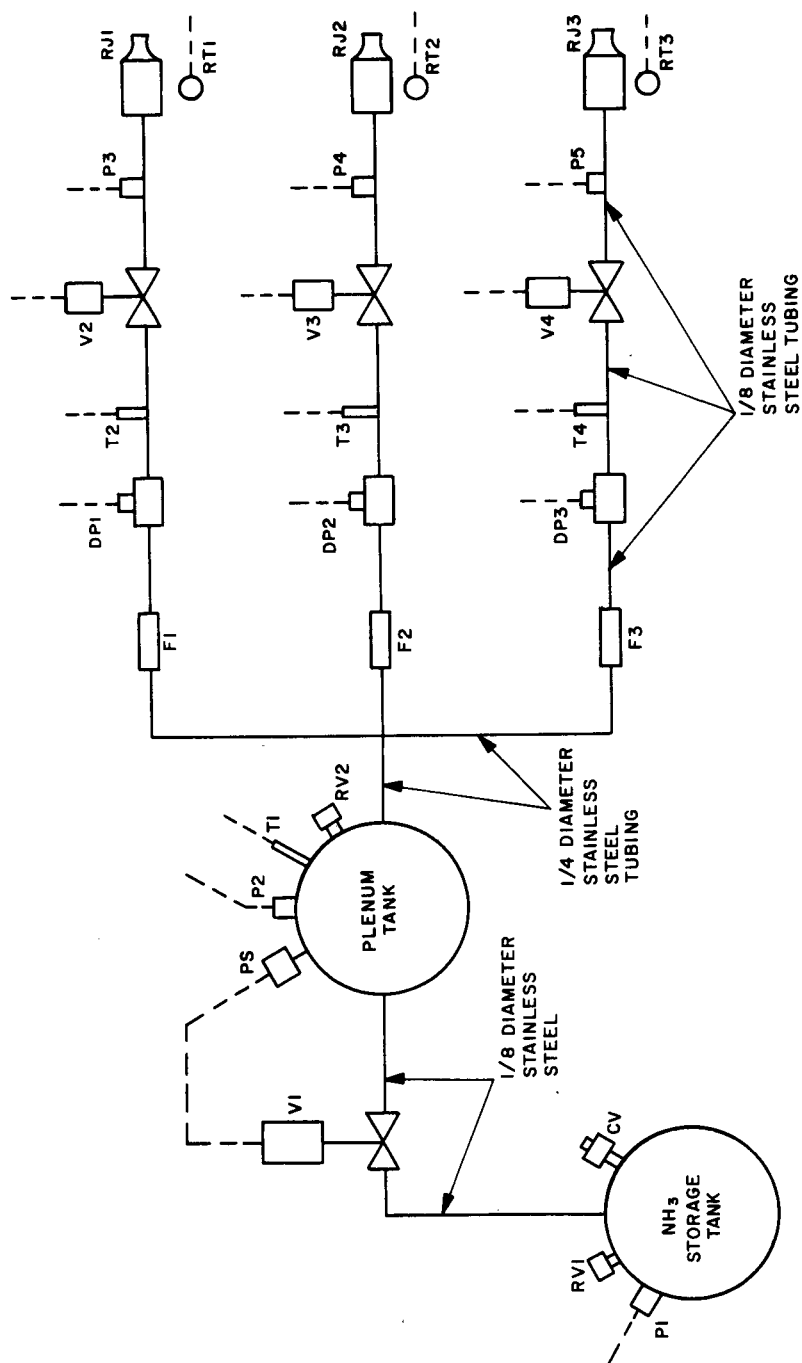 RJ1
RT1
P3
V2
T2
DP1
F1
RJ2
RT2
P4
V3
T3
DP2
F2
RJ3
RT3
P5
V4
T4
DP3
F3
1/8 DIAMETER
STAINLESS
STEEL TUBING
1/4 DIAMETER
STAINLESS
STEEL
TUBING
RV2
T1
P2
PS
PLENUM
TANK
1/8 DIAMETER
STAINLESS
STEEL
V1
CV
NH₃
STORAGE
TANK
RV1
P1